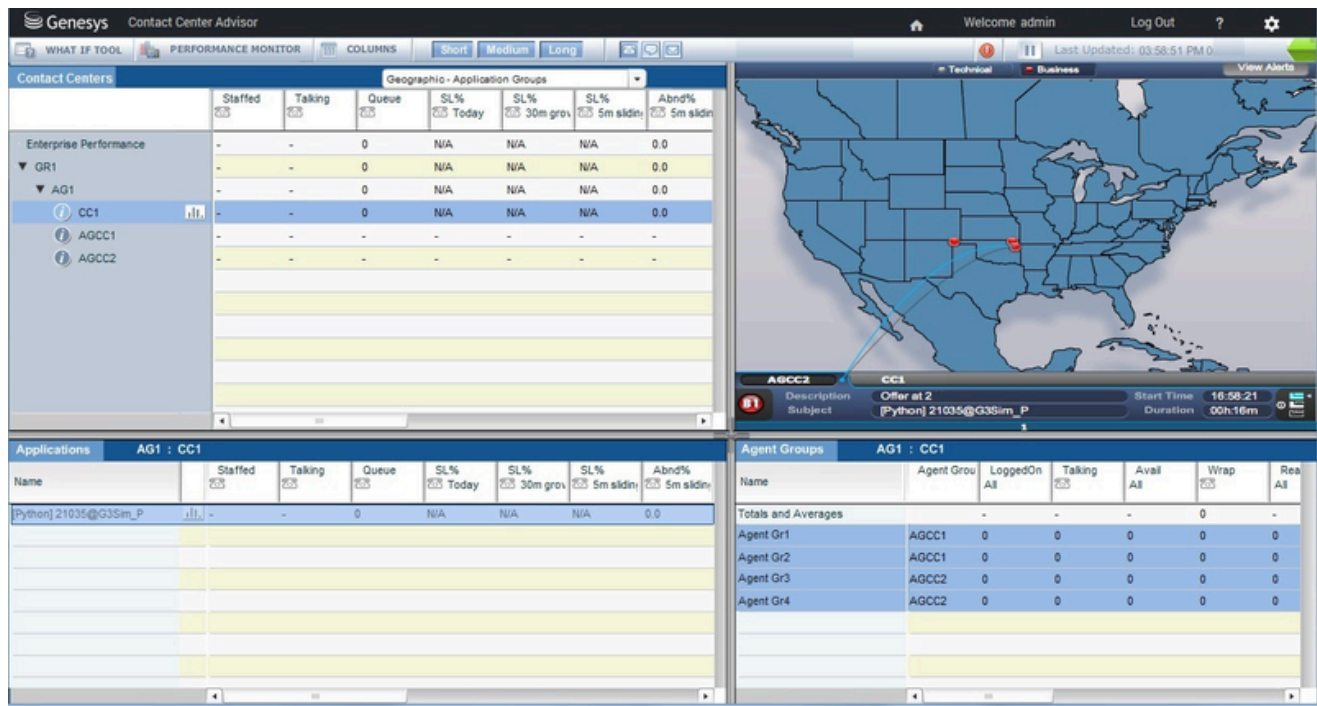 Genesys Contact Center Advisor Welcome admin Log Out ?
WHAT IF TOOL PERFORMANCE MONITOR COLUMNS Short Medium Long Last Updated: 03:58:51 PM 0
Contact Centers Geographic - Application Groups
Staffed Talking Queue SL% SL% SL% Abnd%
Today 30m grov 5m sliding 5m slidin
Enterprise Performance - - 0 N/A N/A N/A 0.0
GR1 - - 0 N/A N/A N/A 0.0
AG1 - - 0 N/A N/A N/A 0.0
CC1 - - 0 N/A N/A N/A 0.0
AGCC1 - - - - - - -
AGCC2 - - - - - - -
Technical Business View Alerts
AGCC2 CC1
B1 Description Offer at 2 Start Time 16:58:21
Subject [Python] 21035@G3Sim_P Duration 00h:16m
1
Applications AG1 : CC1
Name Staffed Talking Queue SL% SL% SL% Abnd%
Today 30m grov 5m sliding 5m sliding
[Python] 21035@G3Sim_P - - 0 N/A N/A N/A 0.0
Agent Groups AG1 : CC1
Name Agent Grou LoggedOn Talking Avail Wrap Rea
All All All
Totals and Averages - - - 0 -
Agent Gr1 AGCC1 0 0 0 0 0
Agent Gr2 AGCC1 0 0 0 0 0
Agent Gr3 AGCC2 0 0 0 0 0
Agent Gr4 AGCC2 0 0 0 0 0